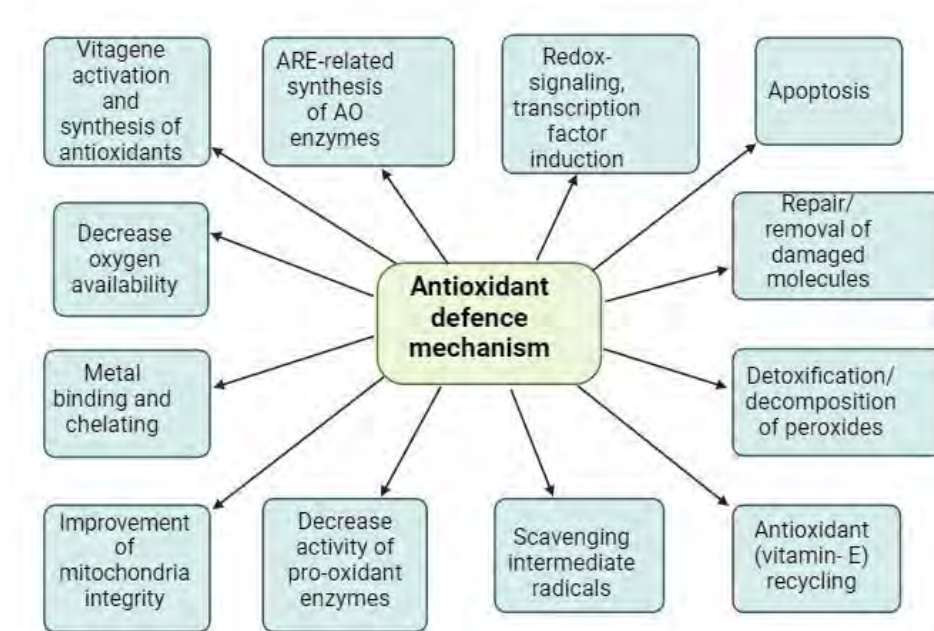 Vitagene
activation
and
synthesis of
antioxidants
ARE-related
synthesis
of AO
enzymes
Redox-
signaling,
transcription
factor
induction
Apoptosis
Decrease
oxygen
availability
Antioxidant
defence
mechanism
Repair/
removal of
damaged
molecules
Metal
binding and
chelating
Detoxification/
decomposition
of peroxides
Improvement
of
mitochondria
integrity
Decrease
activity of
pro-oxidant
enzymes
Scavenging
intermediate
radicals
Antioxidant
(vitamin- E)
recycling